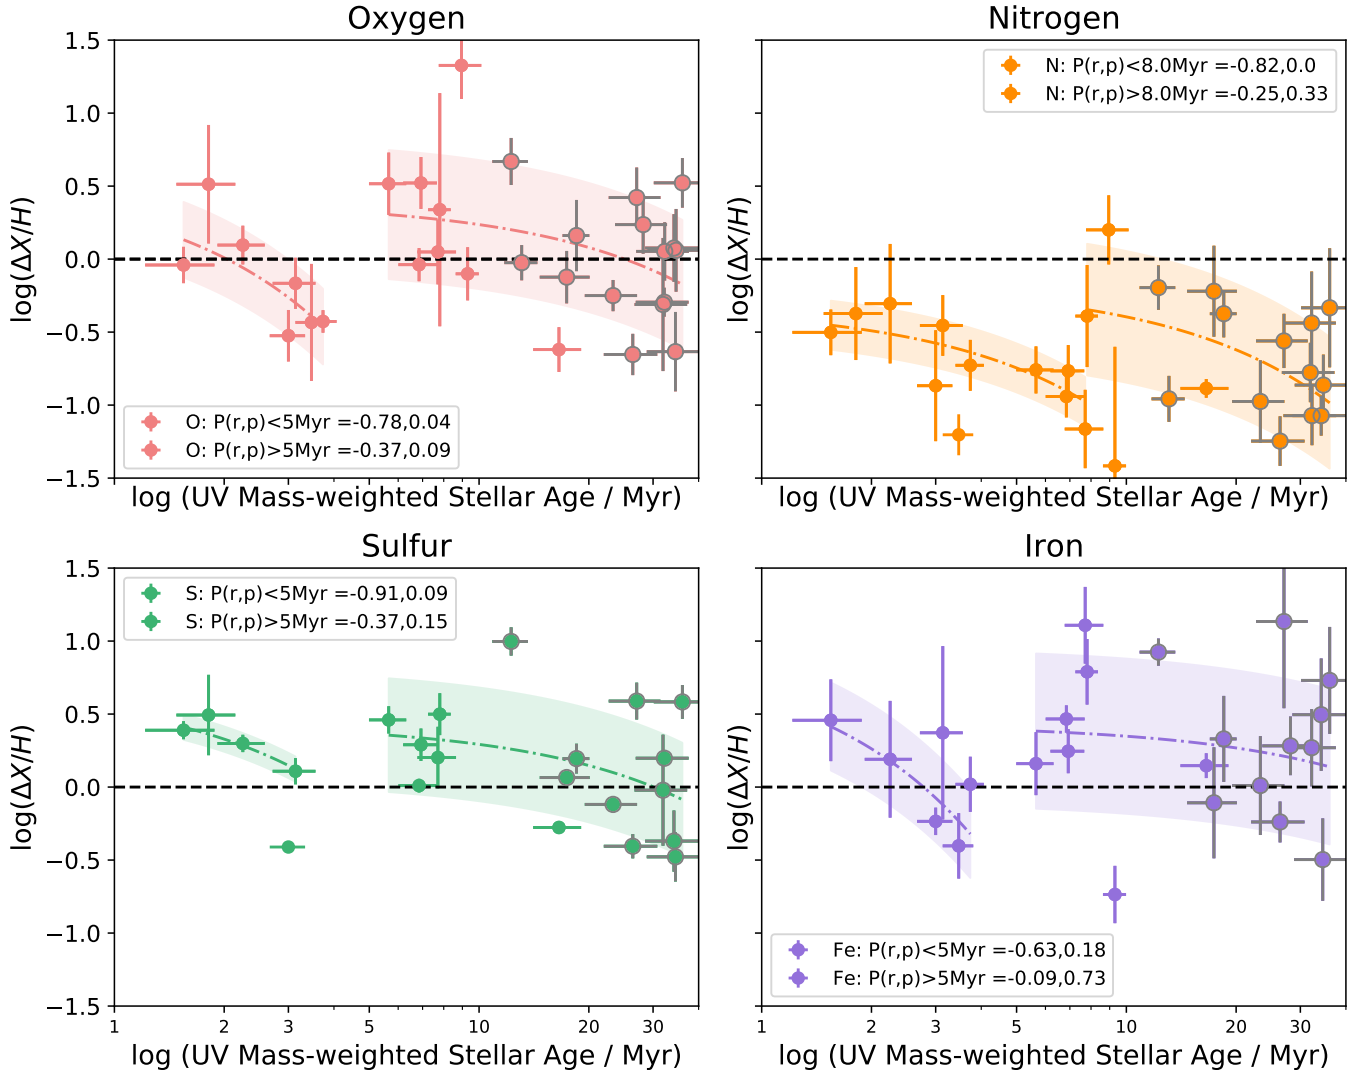 Oxygen
Nitrogen
1.5
1.0
0.5
0.0
−0.5
−1.0
−1.5
log(ΔX/H)
O: P(r,p)<5Myr =-0.78,0.04
O: P(r,p)>5Myr =-0.37,0.09
log (UV Mass-weighted Stellar Age / Myr)
log(ΔX/H)
N: P(r,p)<8.0Myr =-0.82,0.0
N: P(r,p)>8.0Myr =-0.25,0.33
log (UV Mass-weighted Stellar Age / Myr)
Sulfur
Iron
1.5
1.0
0.5
0.0
−0.5
−1.0
−1.5
log(ΔX/H)
S: P(r,p)<5Myr =-0.91,0.09
S: P(r,p)>5Myr =-0.37,0.15
1 2 3 5 10 20 30
log (UV Mass-weighted Stellar Age / Myr)
log(ΔX/H)
Fe: P(r,p)<5Myr =-0.63,0.18
Fe: P(r,p)>5Myr =-0.09,0.73
1 2 3 5 10 20 30
log (UV Mass-weighted Stellar Age / Myr)